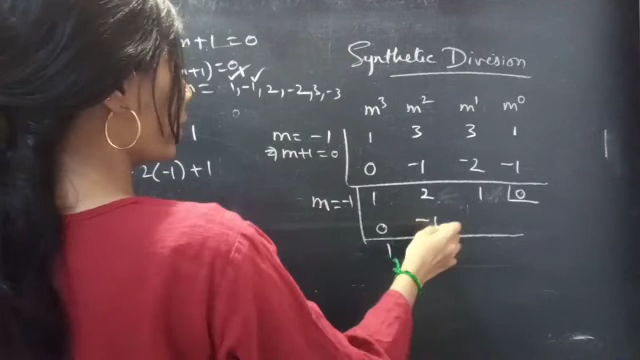 m+1 = 0
Synthetic Division
m+1) = 0
m = 1, -1, 2, -2, 3, -3
m³ m² m¹ m⁰
m = -1 1 3 3 1
⇒ m+1 = 0
1
- 2(-1) + 1
0 -1 -2 -1
m = -1 1 2 1 0
0 -1
1